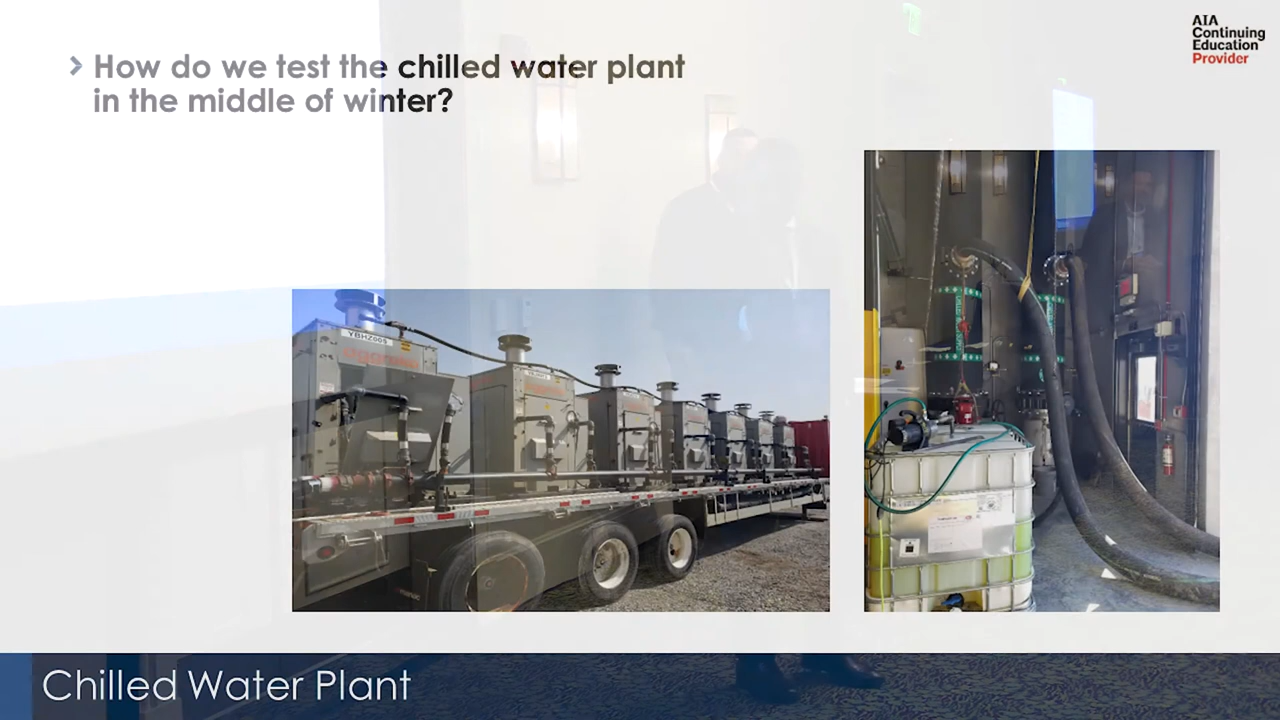 How do we test the chilled water plant
in the middle of winter?
AIA
Continuing
Education
Provider
YBHZ005
Chilled Water Plant